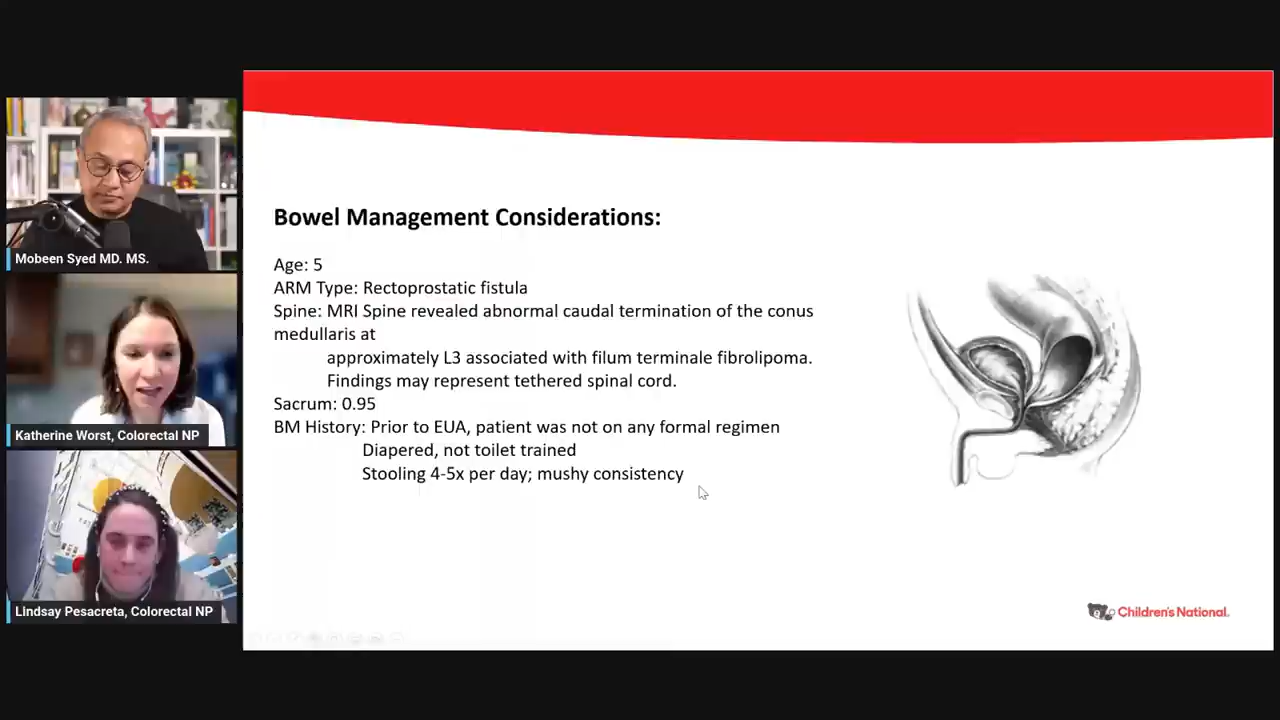 Mobeen Syed MD. MS.
Katherine Worst, Colorectal NP
Lindsay Pesacreta, Colorectal NP
Bowel Management Considerations:
Age: 5
ARM Type: Rectoprostatic fistula
Spine: MRI Spine revealed abnormal caudal termination of the conus
medullaris at
approximately L3 associated with filum terminale fibrolipoma.
Findings may represent tethered spinal cord.
Sacrum: 0.95
BM History: Prior to EUA, patient was not on any formal regimen
Diapered, not toilet trained
Stooling 4-5x per day; mushy consistency
Children's National.